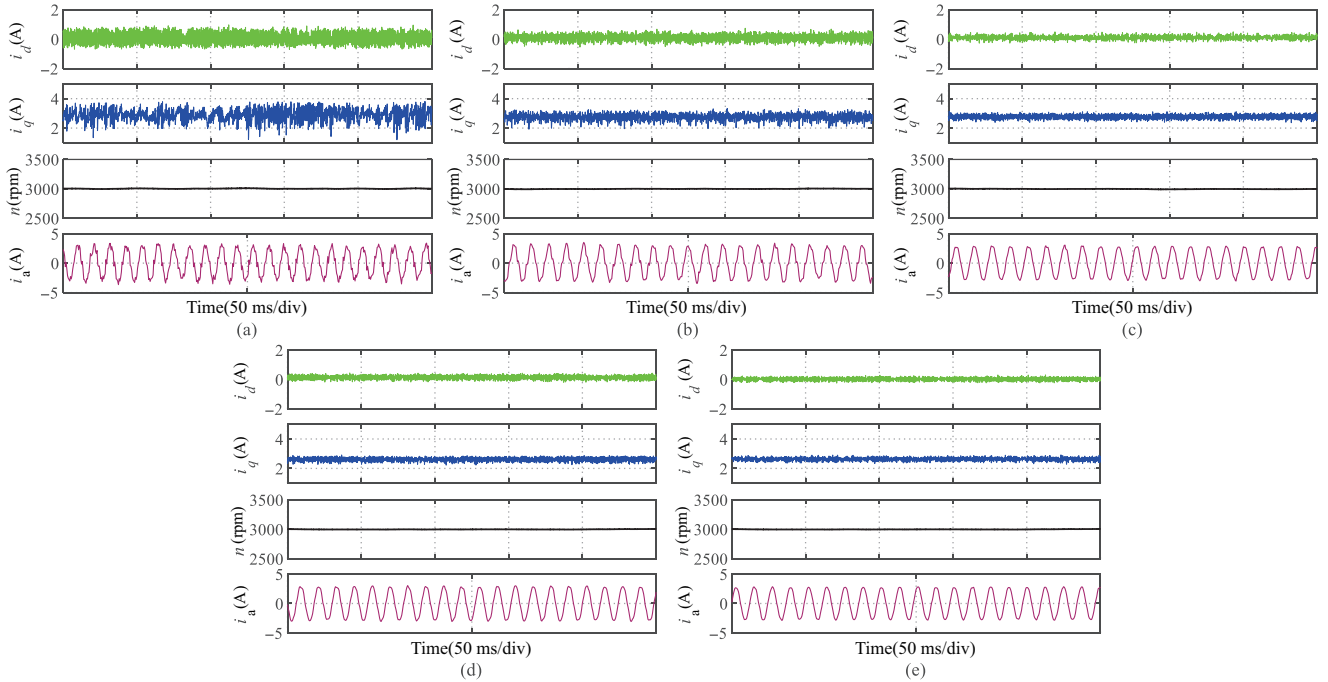 2
0
−2
i_d(A)
4
2
i_q(A)
3500
3000
2500
n(rpm)
5
0
−5
i_a(A)
Time(50 ms/div)
(a)
2
0
−2
i_d(A)
4
2
i_q(A)
3500
3000
2500
n(rpm)
5
0
−5
i_a(A)
Time(50 ms/div)
(b)
2
0
−2
i_d(A)
4
2
i_q(A)
3500
3000
2500
n(rpm)
5
0
−5
i_a(A)
Time(50 ms/div)
(c)
2
0
−2
i_d(A)
4
2
i_q(A)
3500
3000
2500
n(rpm)
5
0
−5
i_a(A)
Time(50 ms/div)
(d)
2
0
−2
i_d(A)
4
2
i_q(A)
3500
3000
2500
n(rpm)
5
0
−5
i_a(A)
Time(50 ms/div)
(e)